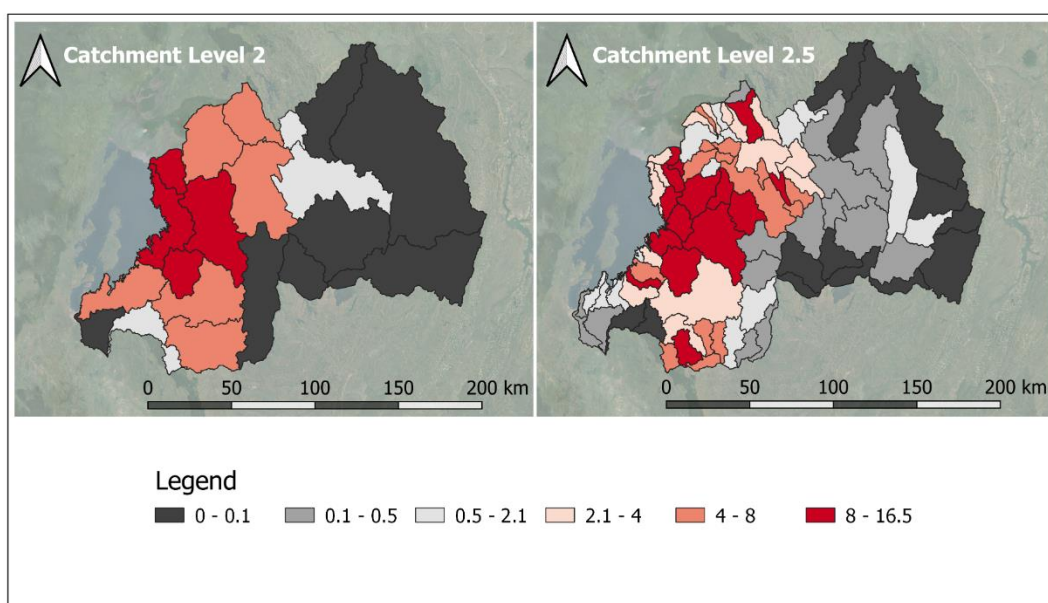 Catchment Level 2
Catchment Level 2.5
0 50 100 150 200 km
0 50 100 150 200 km
Legend
0 - 0.1
0.1 - 0.5
0.5 - 2.1
2.1 - 4
4 - 8
8 - 16.5